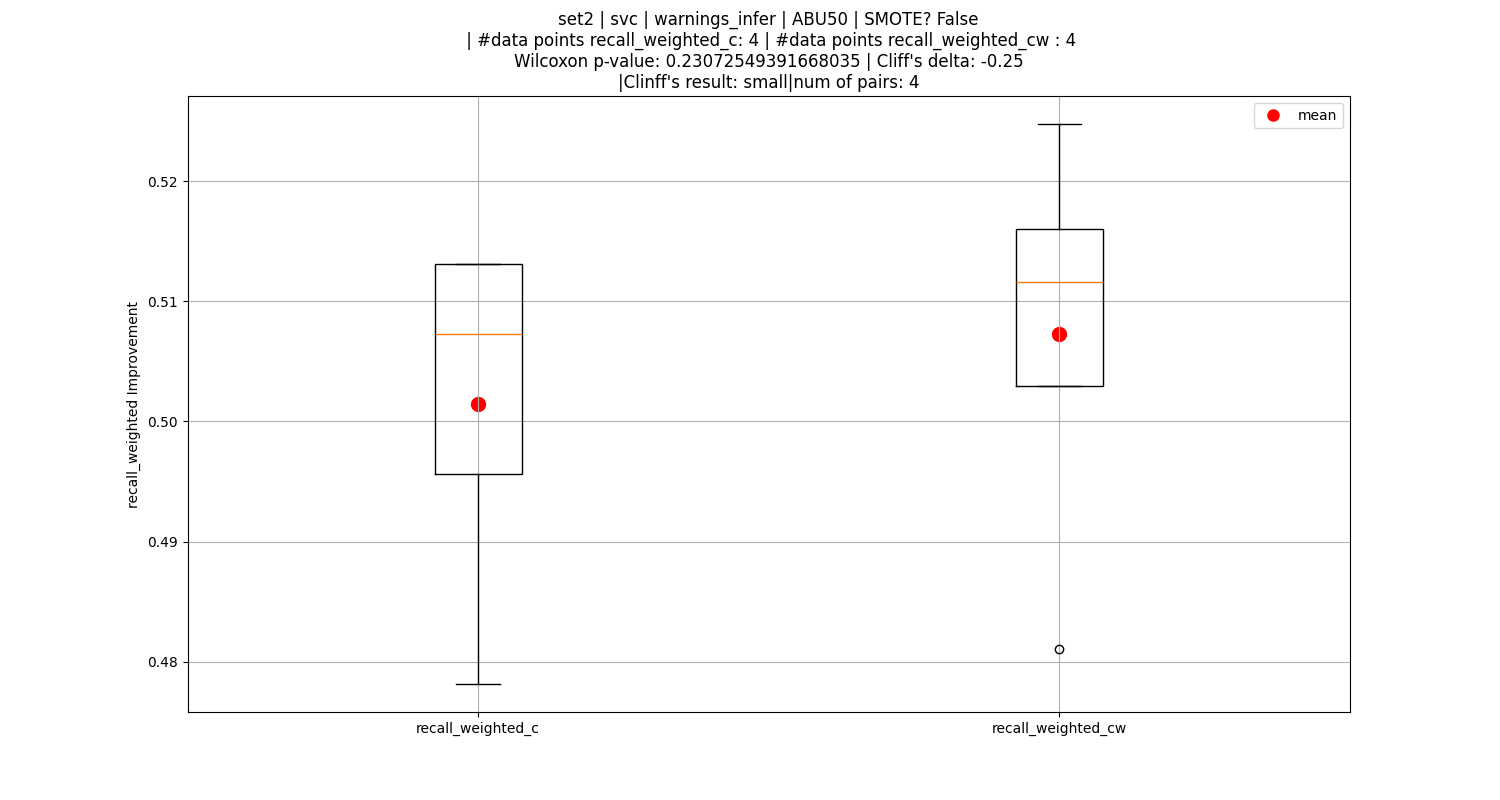 set2 | svc | warnings_infer | ABU50 | SMOTE? False
| #data points recall_weighted_c: 4 | #data points recall_weighted_cw : 4
Wilcoxon p-value: 0.23072549391668035 | Cliff's delta: -0.25
|Clinff's result: small|num of pairs: 4
mean
0.52
0.51
0.50
0.49
0.48
recall_weighted Improvement
recall_weighted_c
recall_weighted_cw